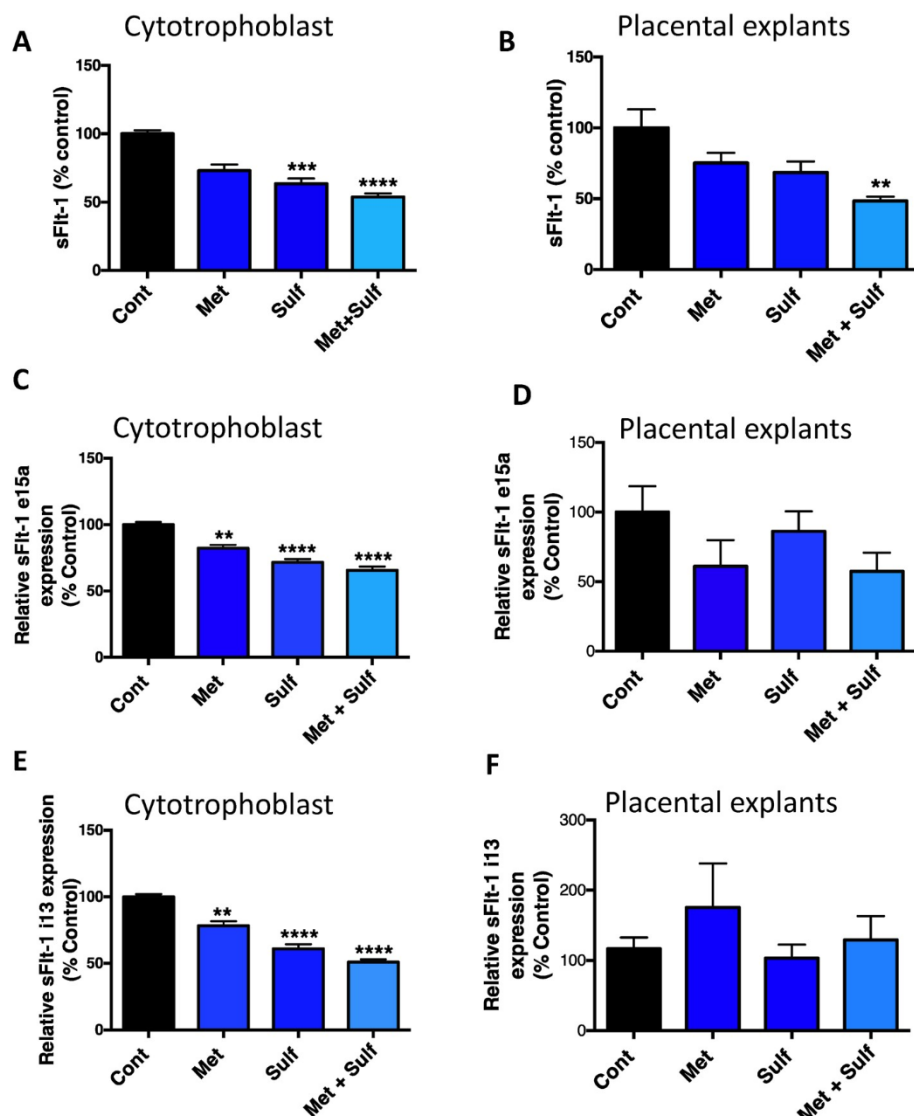 A
Cytotrophoblast
sFlt-1 (% control)
150
100
50
0
***
****
Cont
Met
Sulf
Met+Sulf
B
Placental explants
sFlt-1 (% control)
150
100
50
0
**
Cont
Met
Sulf
Met + Sulf
C
Cytotrophoblast
Relative sFlt-1 e15a
expression
(% Control)
150
100
50
0
**
****
****
Cont
Met
Sulf
Met + Sulf
D
Placental explants
Relative sFlt-1 e15a
expression
(% Control)
150
100
50
0
Cont
Met
Sulf
Met + Sulf
E
Cytotrophoblast
Relative sFlt-1 i13 expression
(% Control)
150
100
50
0
**
****
****
Cont
Met
Sulf
Met + Sulf
F
Placental explants
Relative sFlt-1 i13
expression
(% Control)
300
200
100
0
Cont
Met
Sulf
Met + Sulf